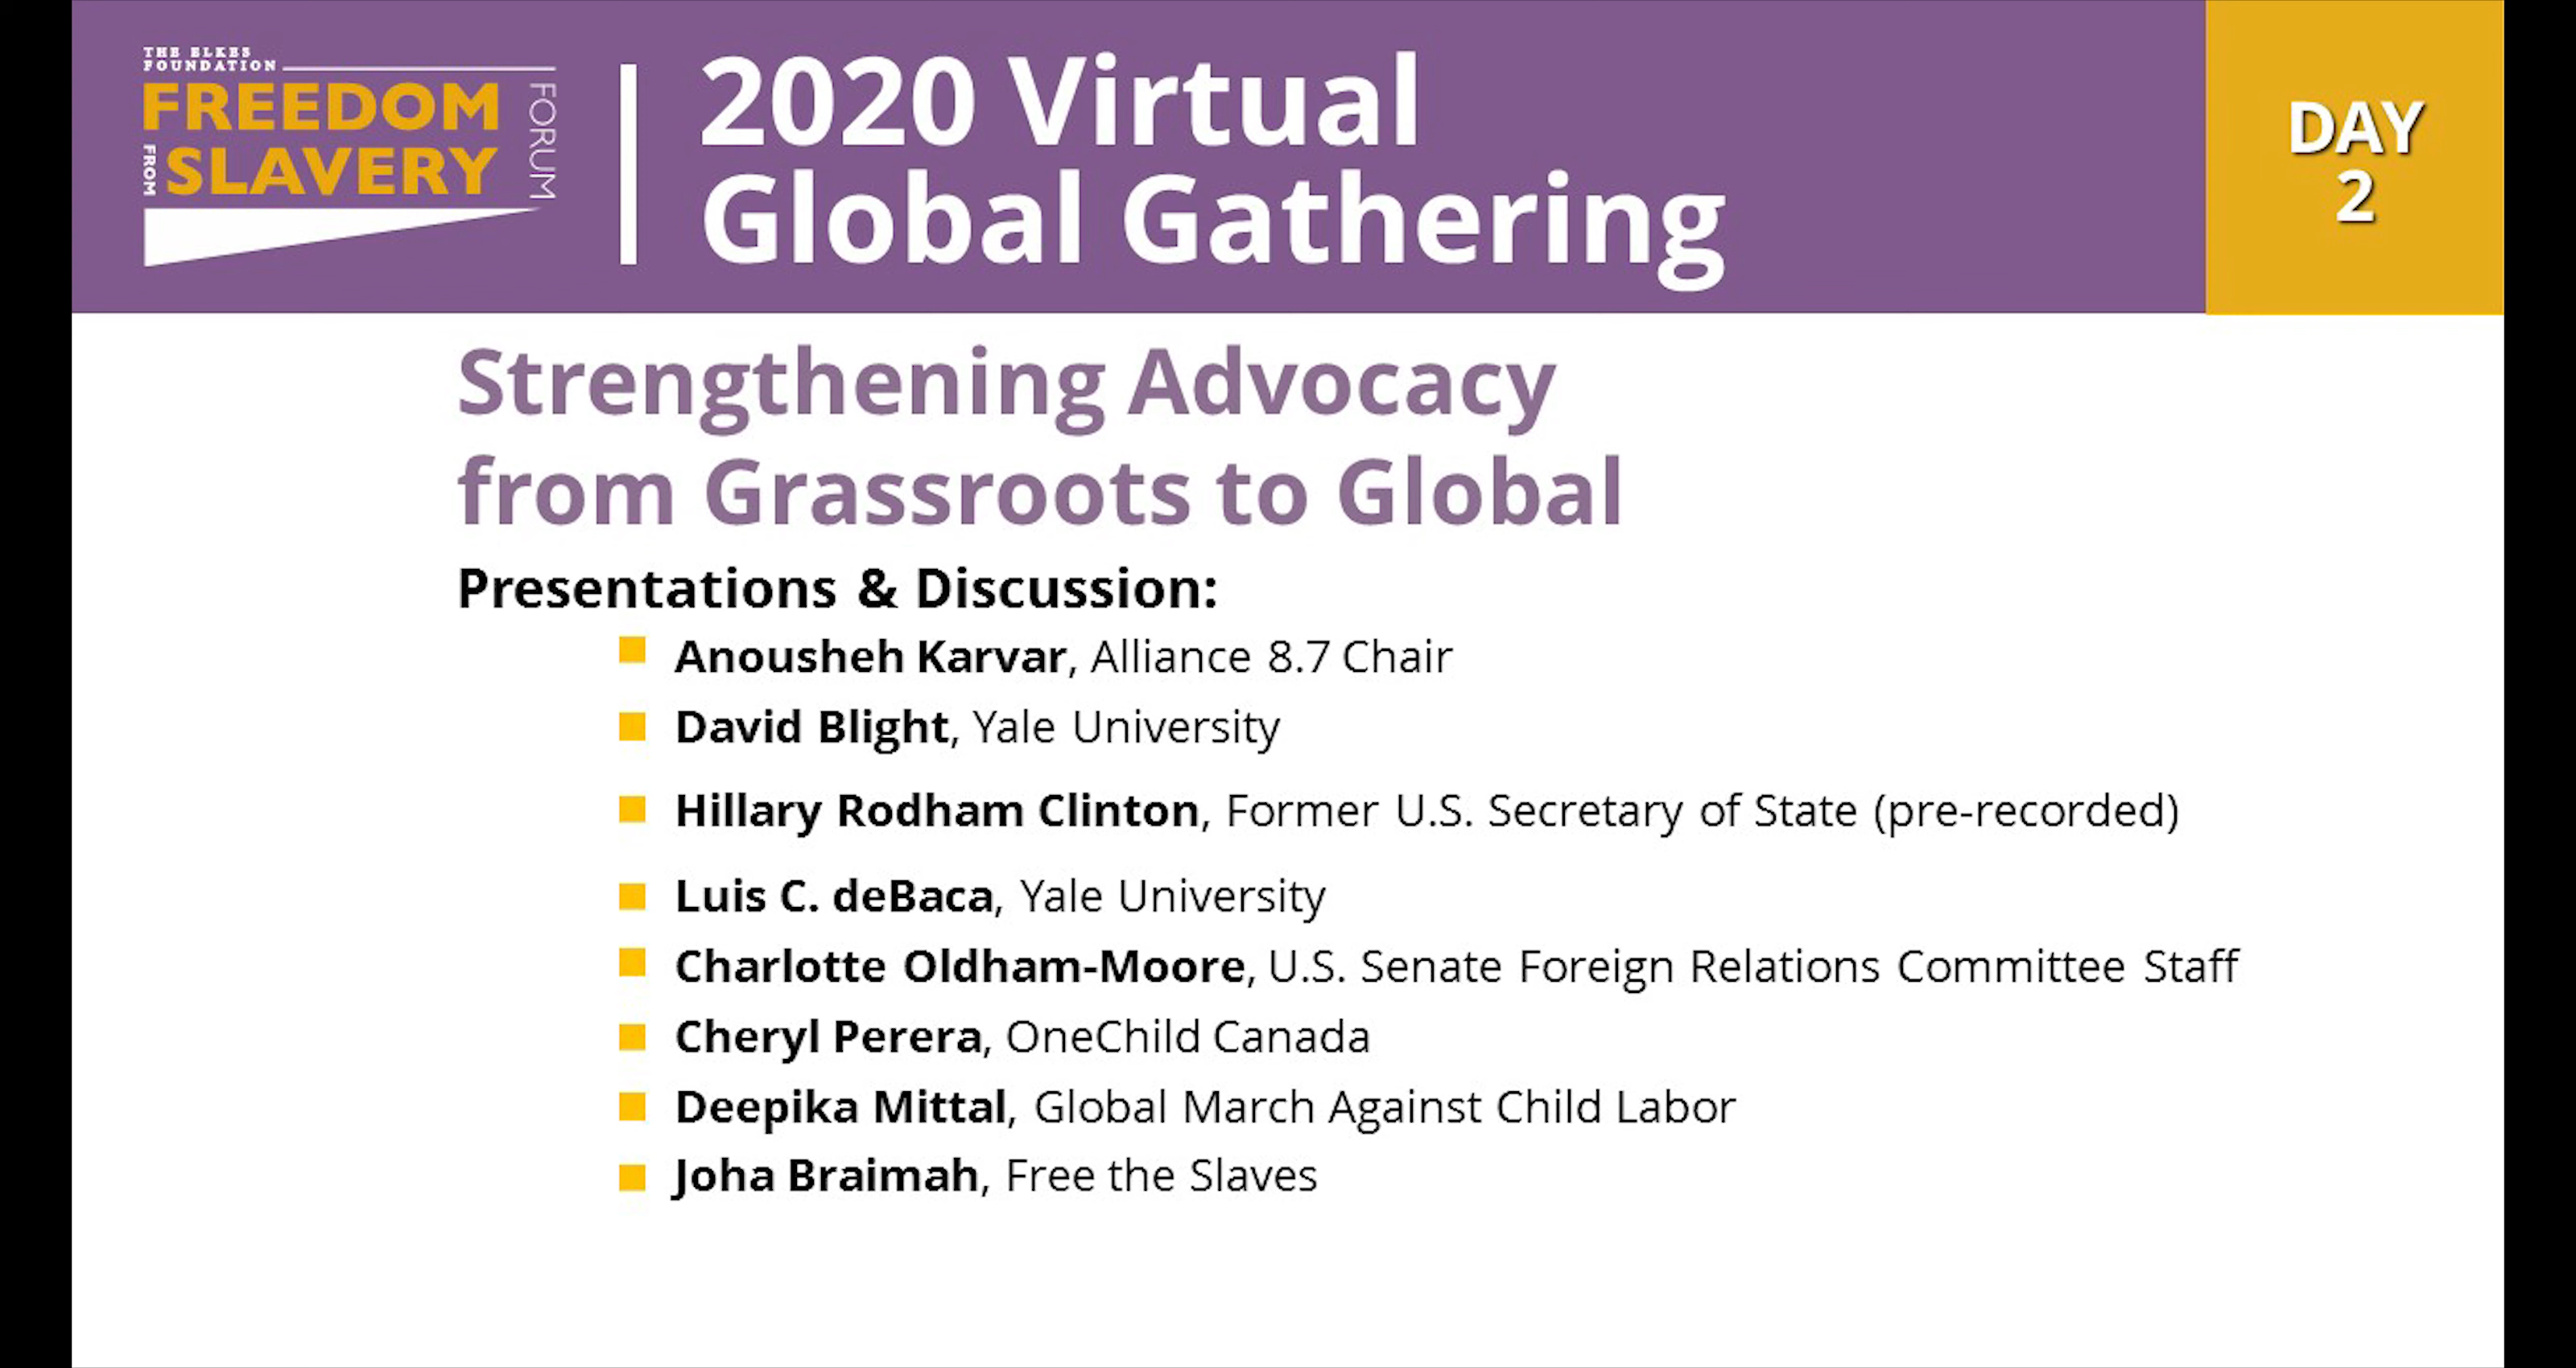 THE ELKES
FOUNDATION
FREEDOM
FROM
SLAVERY
FORUM
2020 Virtual
Global Gathering
DAY
2
Strengthening Advocacy
from Grassroots to Global
Presentations & Discussion:
Anousheh Karvar, Alliance 8.7 Chair
David Blight, Yale University
Hillary Rodham Clinton, Former U.S. Secretary of State (pre-recorded)
Luis C. deBaca, Yale University
Charlotte Oldham-Moore, U.S. Senate Foreign Relations Committee Staff
Cheryl Perera, OneChild Canada
Deepika Mittal, Global March Against Child Labor
Joha Braimah, Free the Slaves